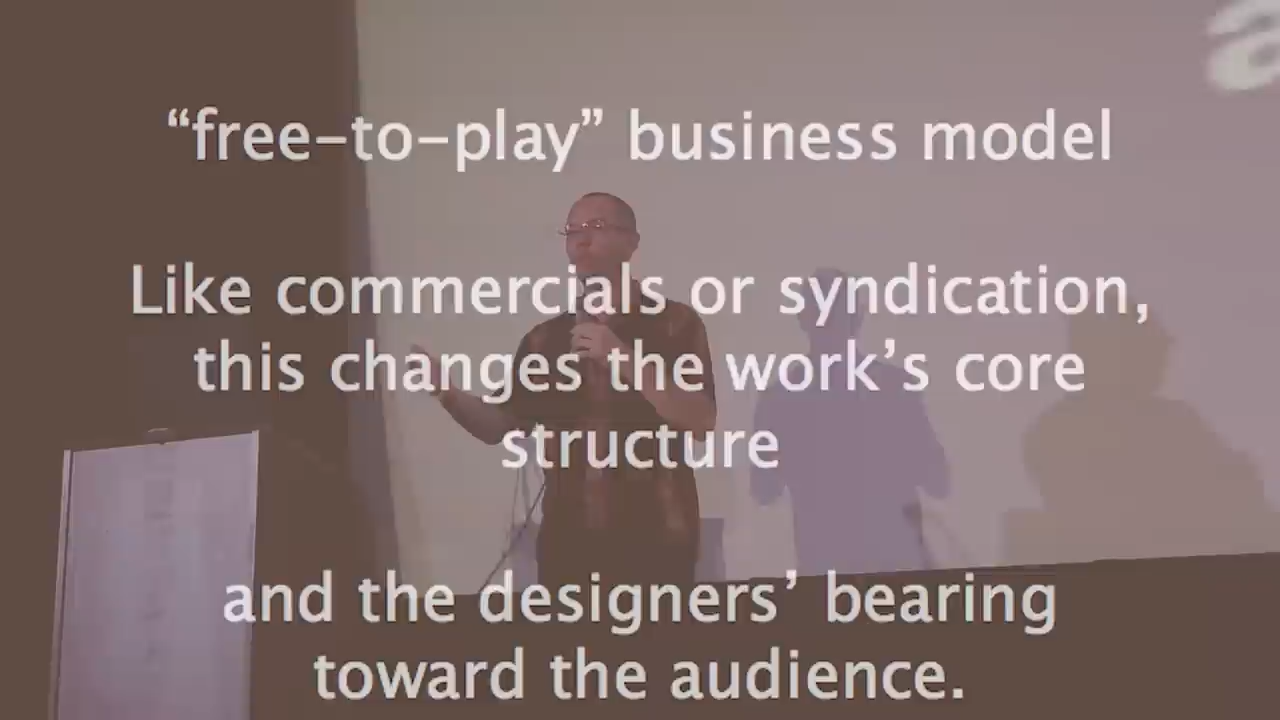 a
“free-to-play” business model
Like commercials or syndication,
this changes the work’s core
structure
and the designers’ bearing
toward the audience.